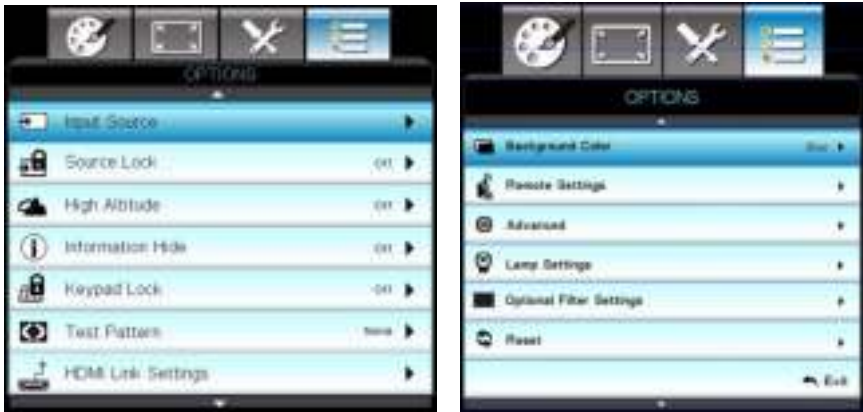 OPTIONS
Input Source
Source Lock Off
High Altitude Off
Information Hide Off
Keypad Lock Off
Test Pattern None
HDMI Link Settings
OPTIONS
Background Color
Remote Settings
Advanced
Lamp Settings
Optional Filter Settings
Reset
Exit